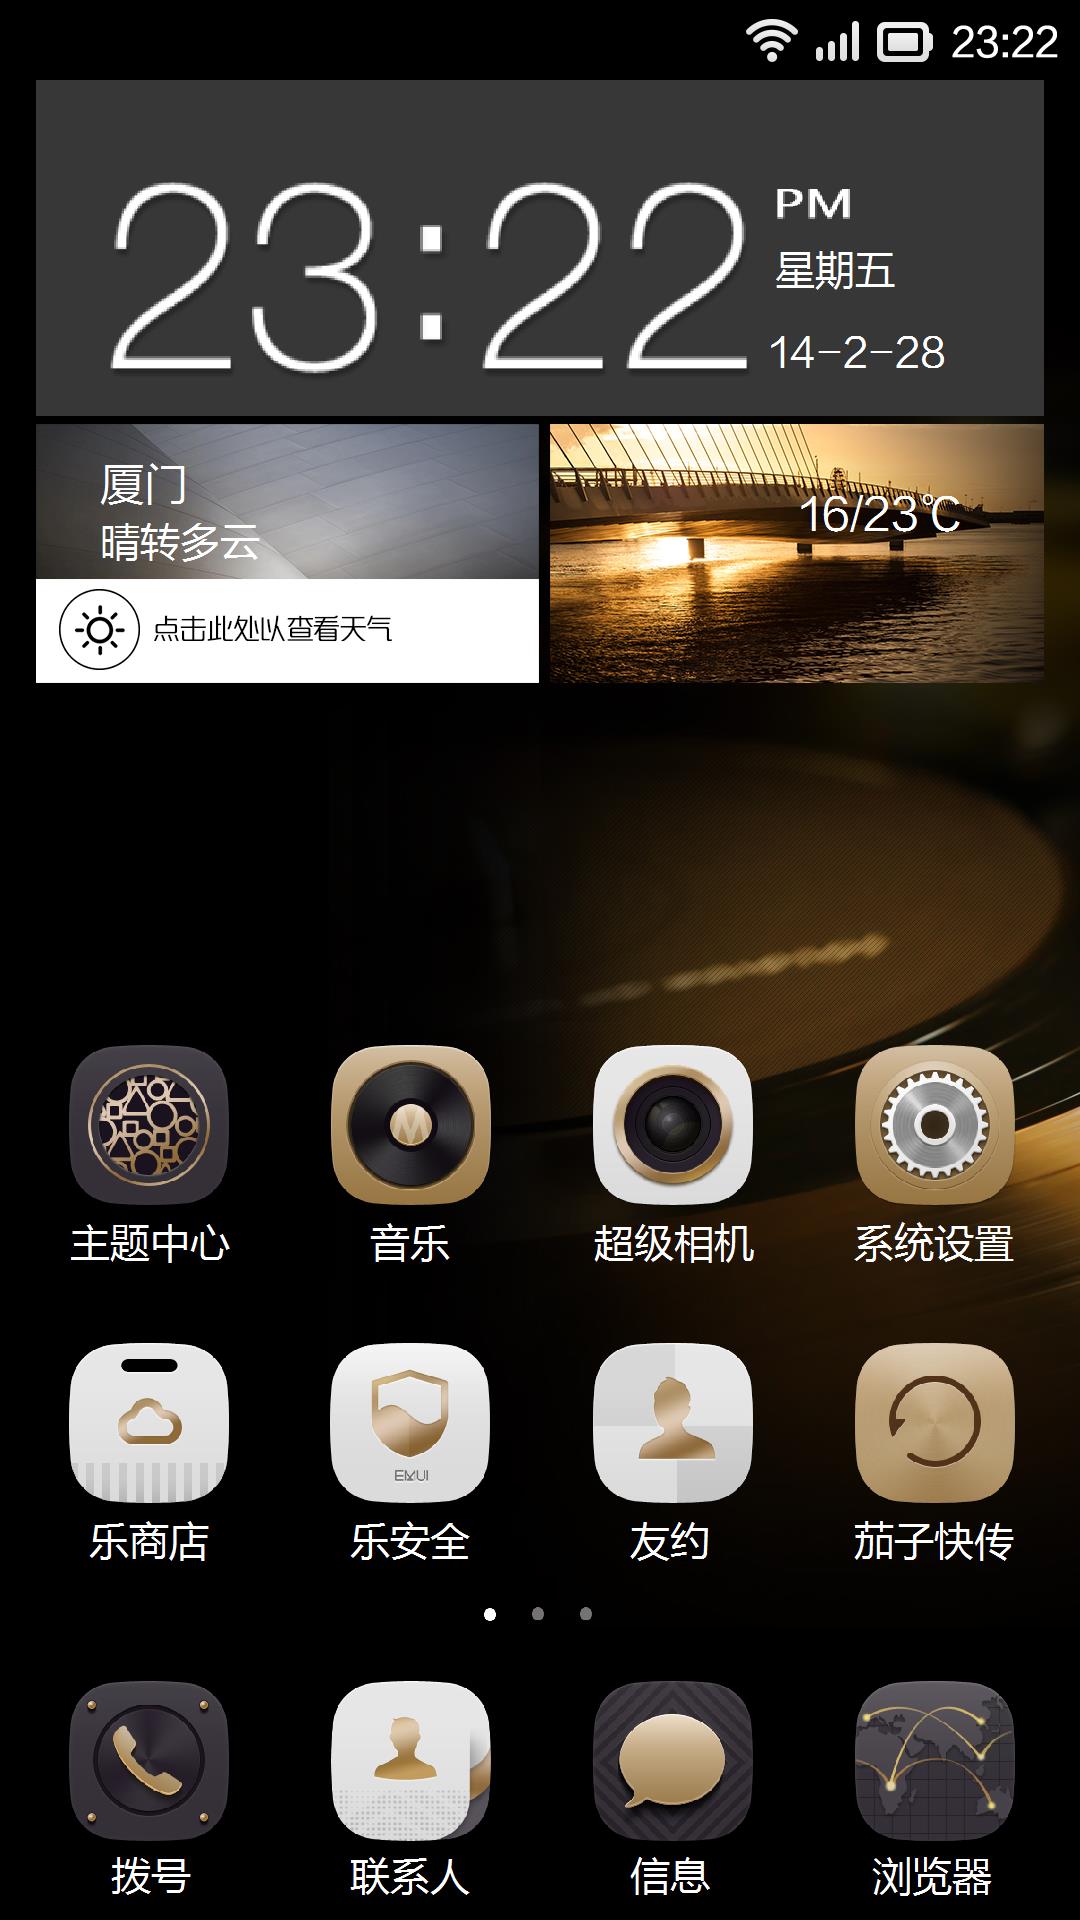 23:22
23:22
PM
星期五
14-2-28
厦门
晴转多云
16/23℃
点击此处以查看天气
主题中心
音乐
超级相机
系统设置
EMUI
乐商店
乐安全
友约
茄子快传
拨号
联系人
信息
浏览器